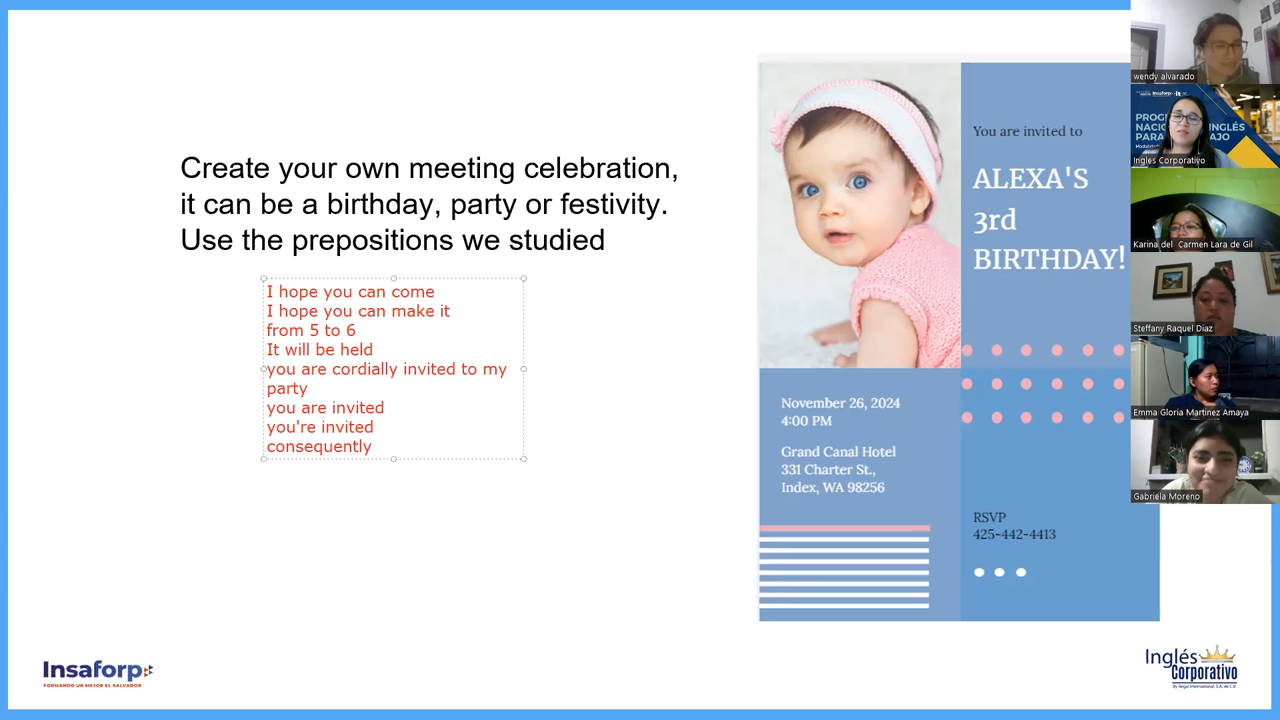 Create your own meeting celebration,
it can be a birthday, party or festivity.
Use the prepositions we studied
I hope you can come
I hope you can make it
from 5 to 6
It will be held
you are cordially invited to my
party
you are invited
you're invited
consequently
You are invited to
ALEXA'S
3rd
BIRTHDAY!
November 26, 2024
4:00 PM
Grand Canal Hotel
331 Charter St.,
Index, WA 98256
RSVP
425-442-4413
wendy alvarado
Insaforp
Ingles Corporativo
Karina del Carmen Lara de Gil
Steffany Raquel Diaz
Emma Gloria Martinez Amaya
Gabriela Moreno
Insaforp
FORMANDO UN MEJOR EL SALVADOR
Inglés
Corporativo